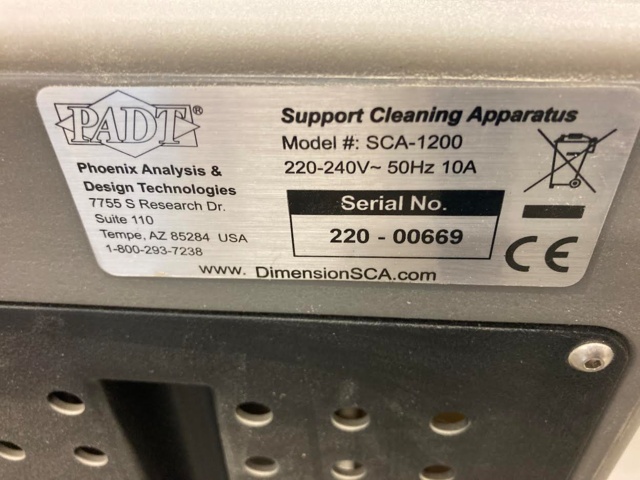 PADT®
Phoenix Analysis &
Design Technologies
7755 S Research Dr.
Suite 110
Tempe, AZ 85284 USA
1-800-293-7238
Support Cleaning Apparatus
Model #: SCA-1200
220-240V~ 50Hz 10A
Serial No.
220 - 00669
CE
www. DimensionSCA.com